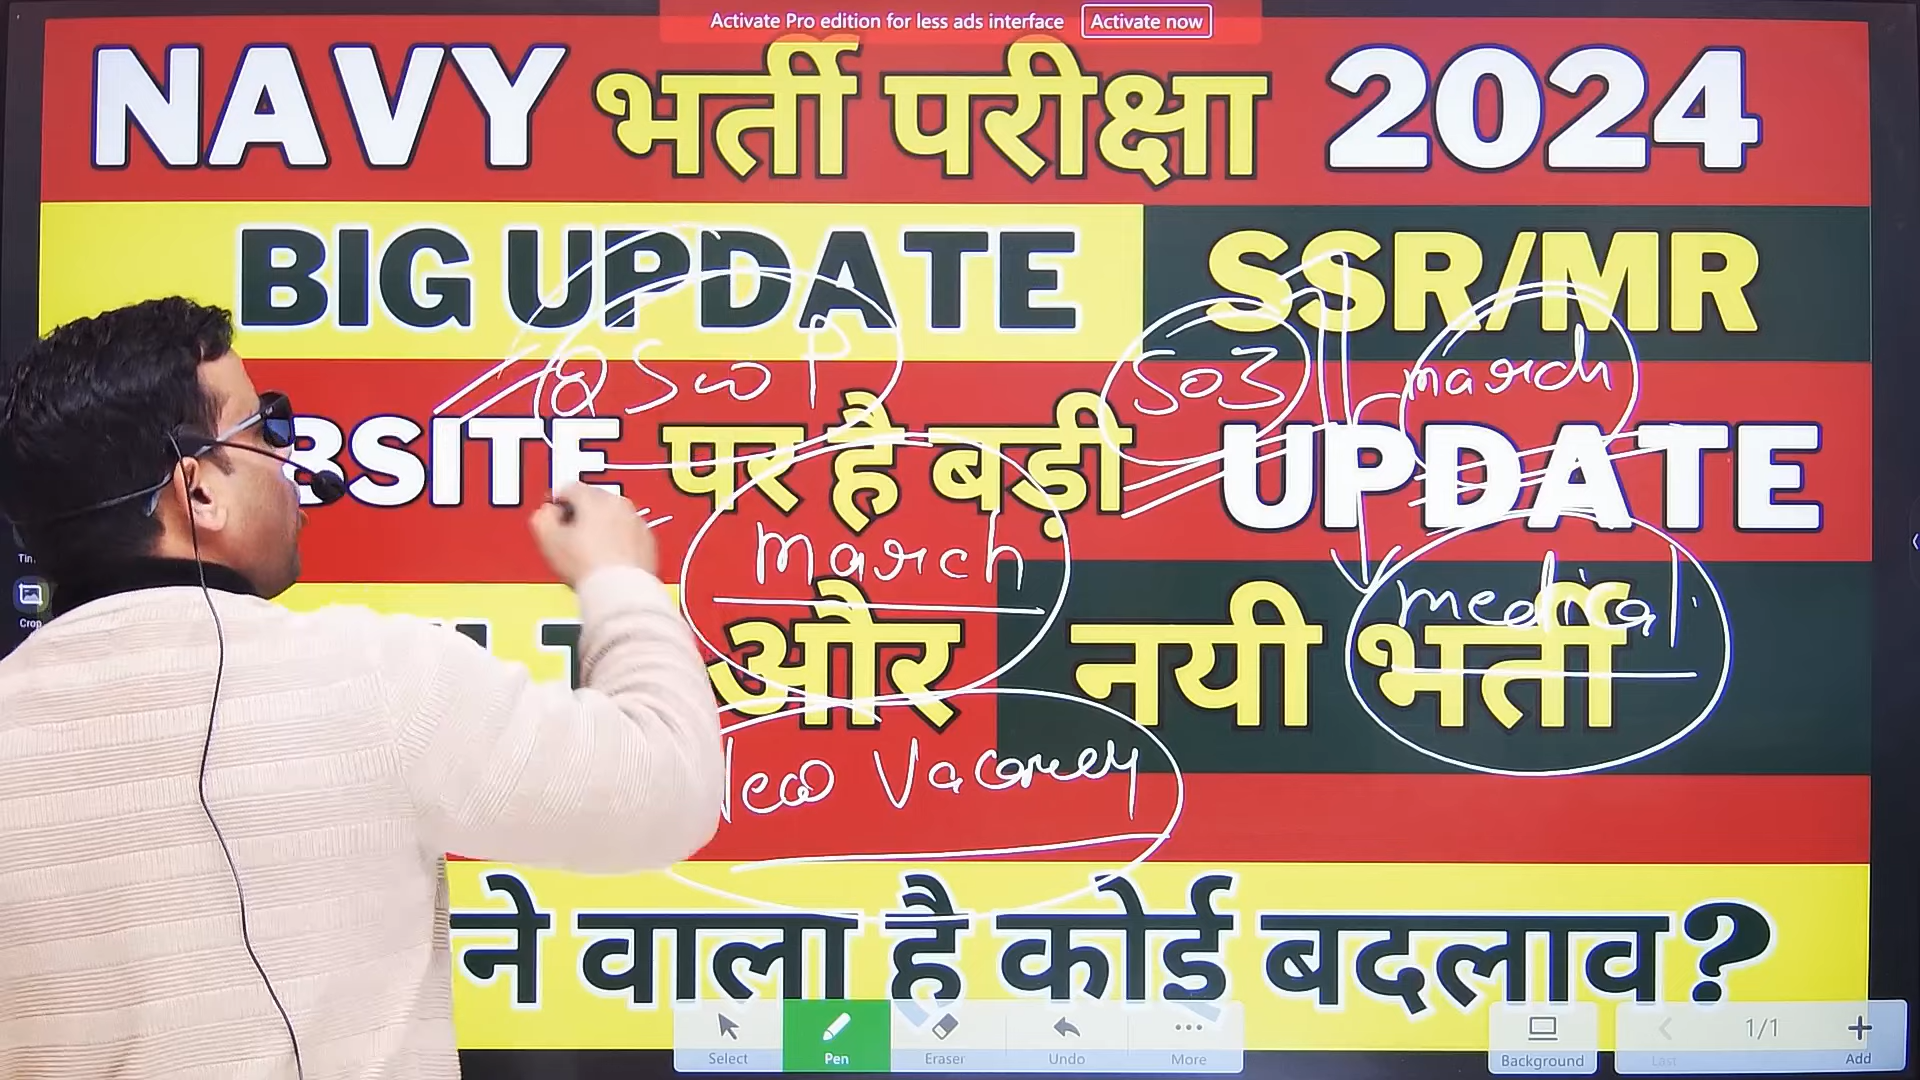 Activate Pro edition for less ads interface Activate now
NAVY भर्ती परीक्षा 2024
BIG UPDATE SSR/MR
503 march
BSITE पर है बड़ी UPDATE
march
medical
और नयी भर्ती
Vacancy
ने वाला है कोई बदलाव?
Crop
Select Pen Eraser Undo More Background Last 1/1 Add